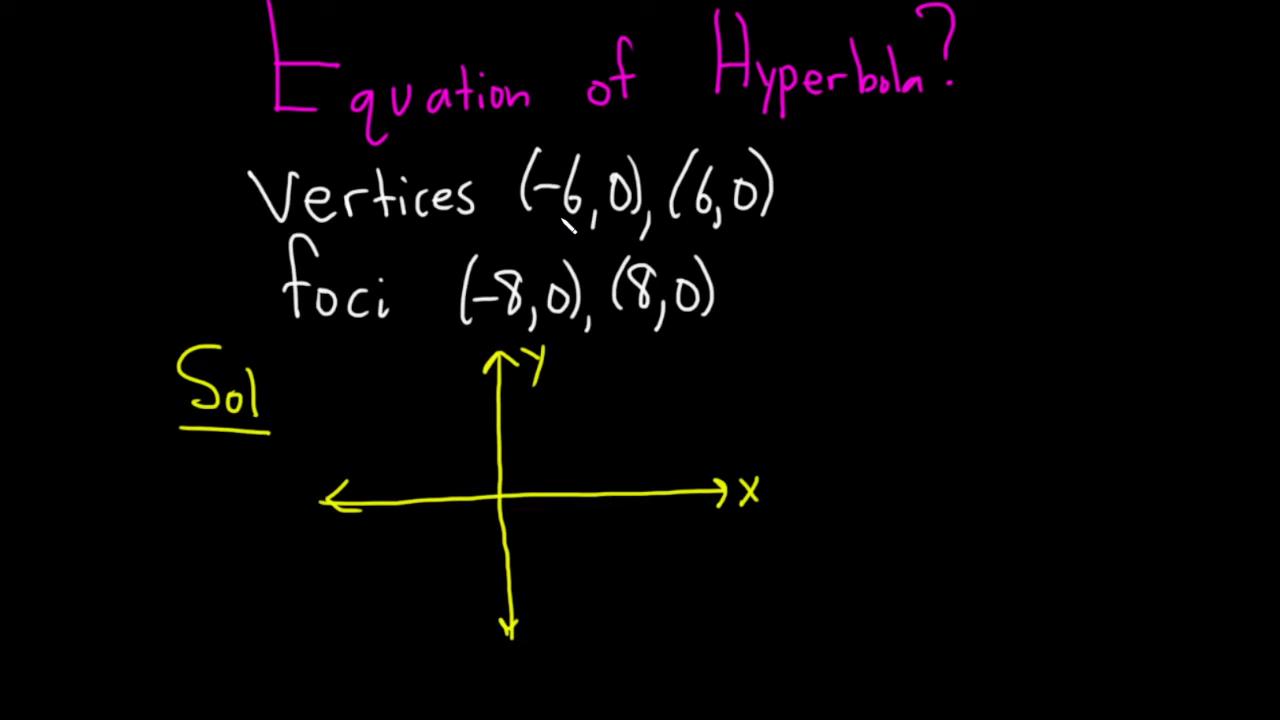 Equation of Hyperbola?
Vertices (-6,0), (6,0)
foci (-8,0), (8,0)
Sol
Y
X